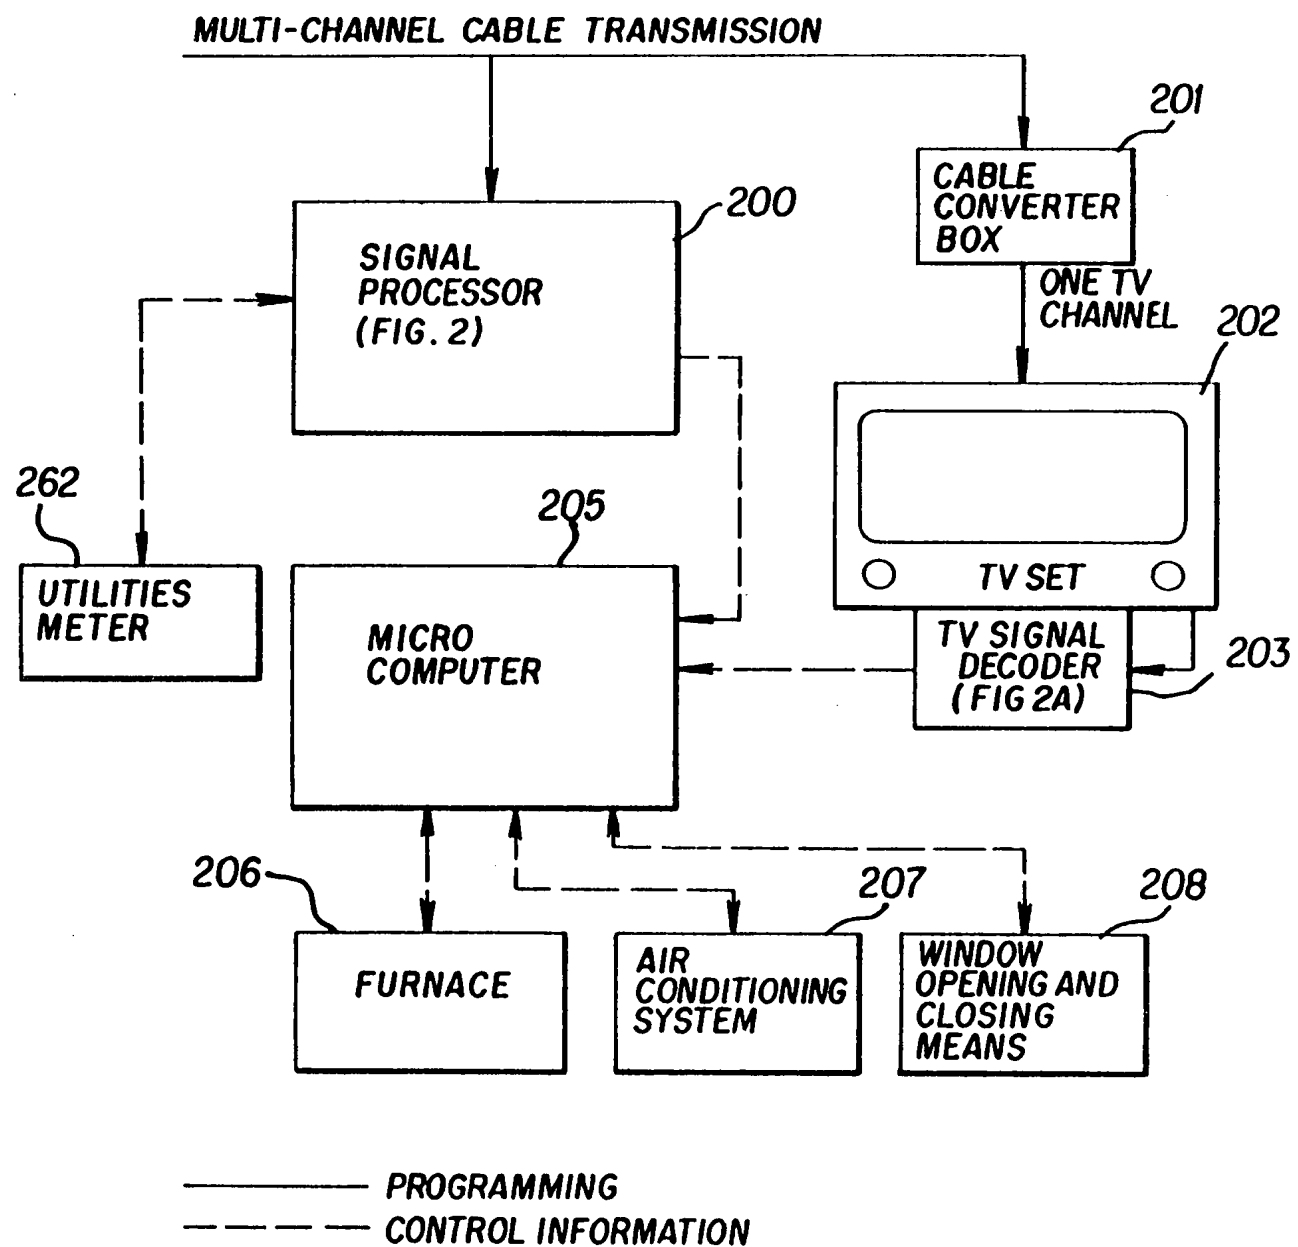 MULTI-CHANNEL CABLE TRANSMISSION
201
CABLE
CONVERTER
BOX
200
SIGNAL
PROCESSOR
(FIG. 2)
ONE TV
CHANNEL
202
262
205
UTILITIES
METER
TV SET
MICRO
COMPUTER
TV SIGNAL
DECODER
(FIG 2A)
203
206
207
208
FURNACE
AIR
CONDITIONING
SYSTEM
WINDOW
OPENING AND
CLOSING
MEANS
PROGRAMMING
CONTROL INFORMATION